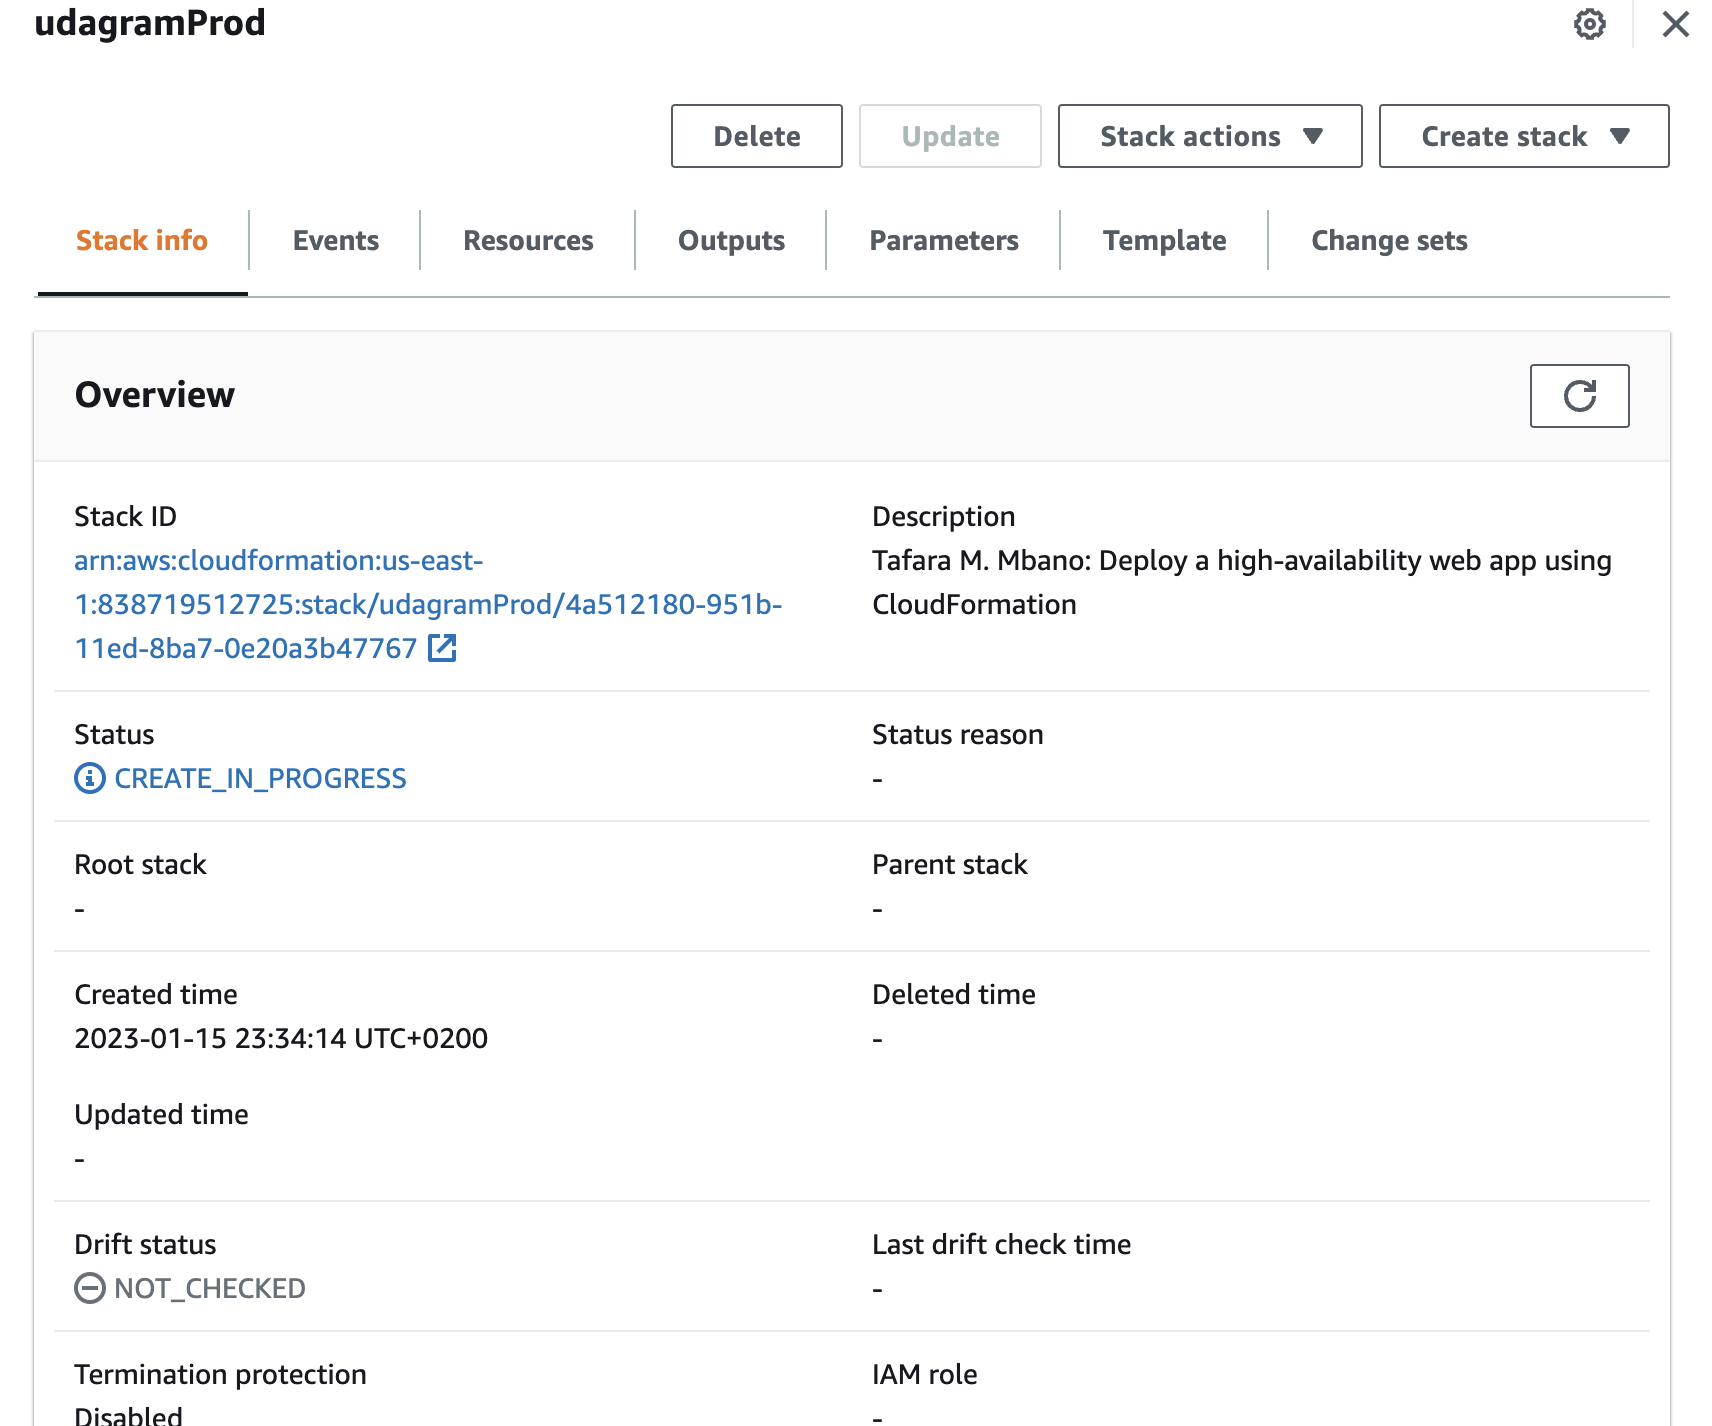 udagramProd
Delete
Update
Stack actions
Create stack
Stack info
Events
Resources
Outputs
Parameters
Template
Change sets
Overview
Stack ID
arn:aws:cloudformation:us-east-
1:838719512725:stack/udagramProd/4a512180-951b-
11ed-8ba7-0e20a3b47767
Description
Tafara M. Mbano: Deploy a high-availability web app using
CloudFormation
Status
CREATE_IN_PROGRESS
Status reason
-
Root stack
-
Parent stack
-
Created time
2023-01-15 23:34:14 UTC+0200
Deleted time
-
Updated time
-
Drift status
NOT_CHECKED
Last drift check time
-
Termination protection
Disabled
IAM role
-